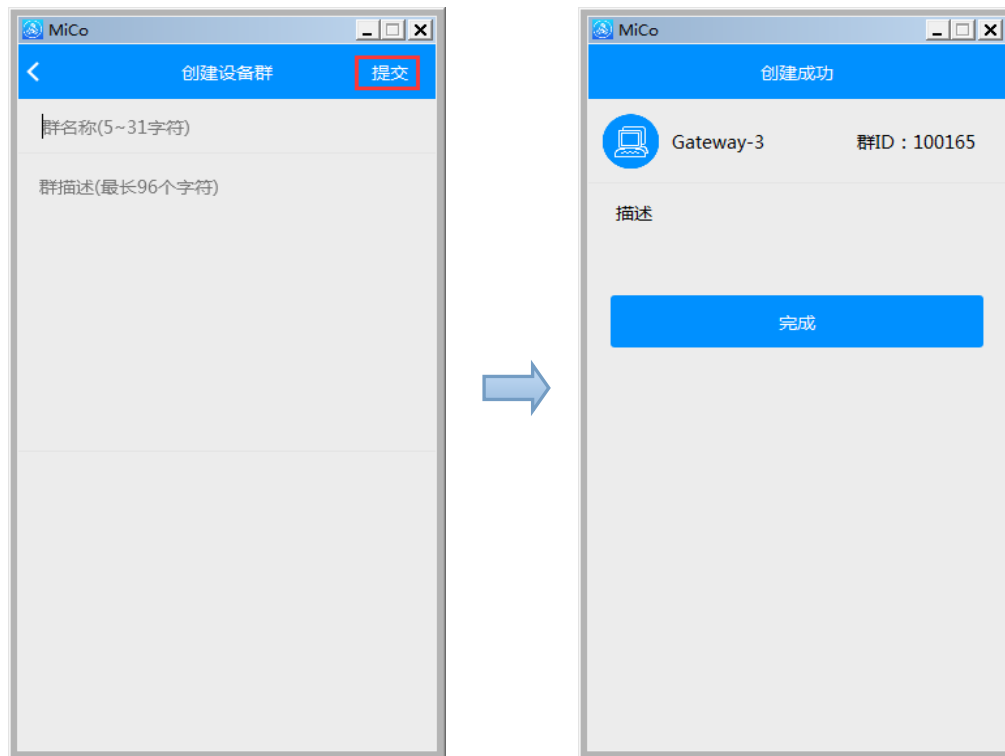 MiCo
创建设备群
提交
群名称(5~31字符)
群描述(最长96个字符)
MiCo
创建成功
Gateway-3
群ID：100165
描述
完成